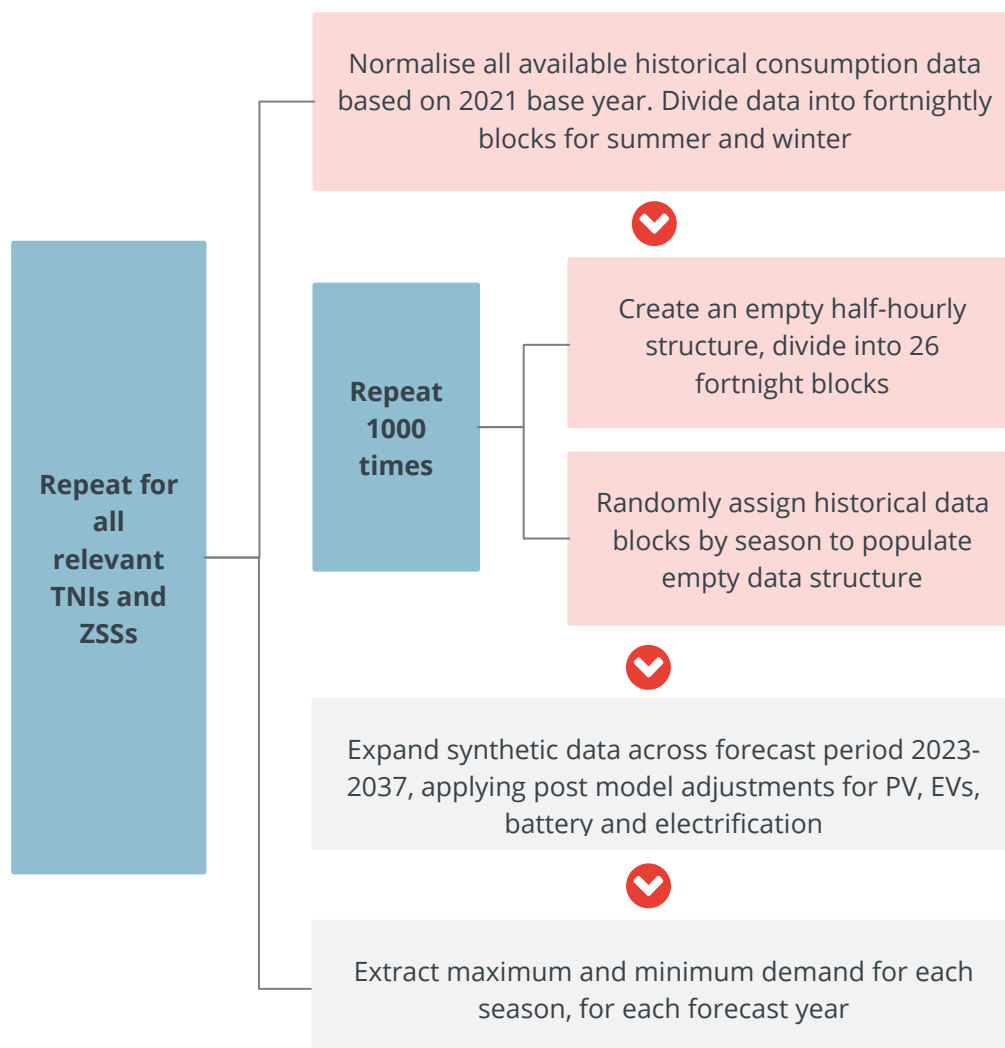 Normalise all available historical consumption data
based on 2021 base year. Divide data into fortnightly
blocks for summer and winter
Repeat for
all
relevant
TNIs and
ZSSs
Repeat
1000
times
Create an empty half-hourly
structure, divide into 26
fortnight blocks
Randomly assign historical data
blocks by season to populate
empty data structure
Expand synthetic data across forecast period 2023-
2037, applying post model adjustments for PV, EVs,
battery and electrification
Extract maximum and minimum demand for each
season, for each forecast year